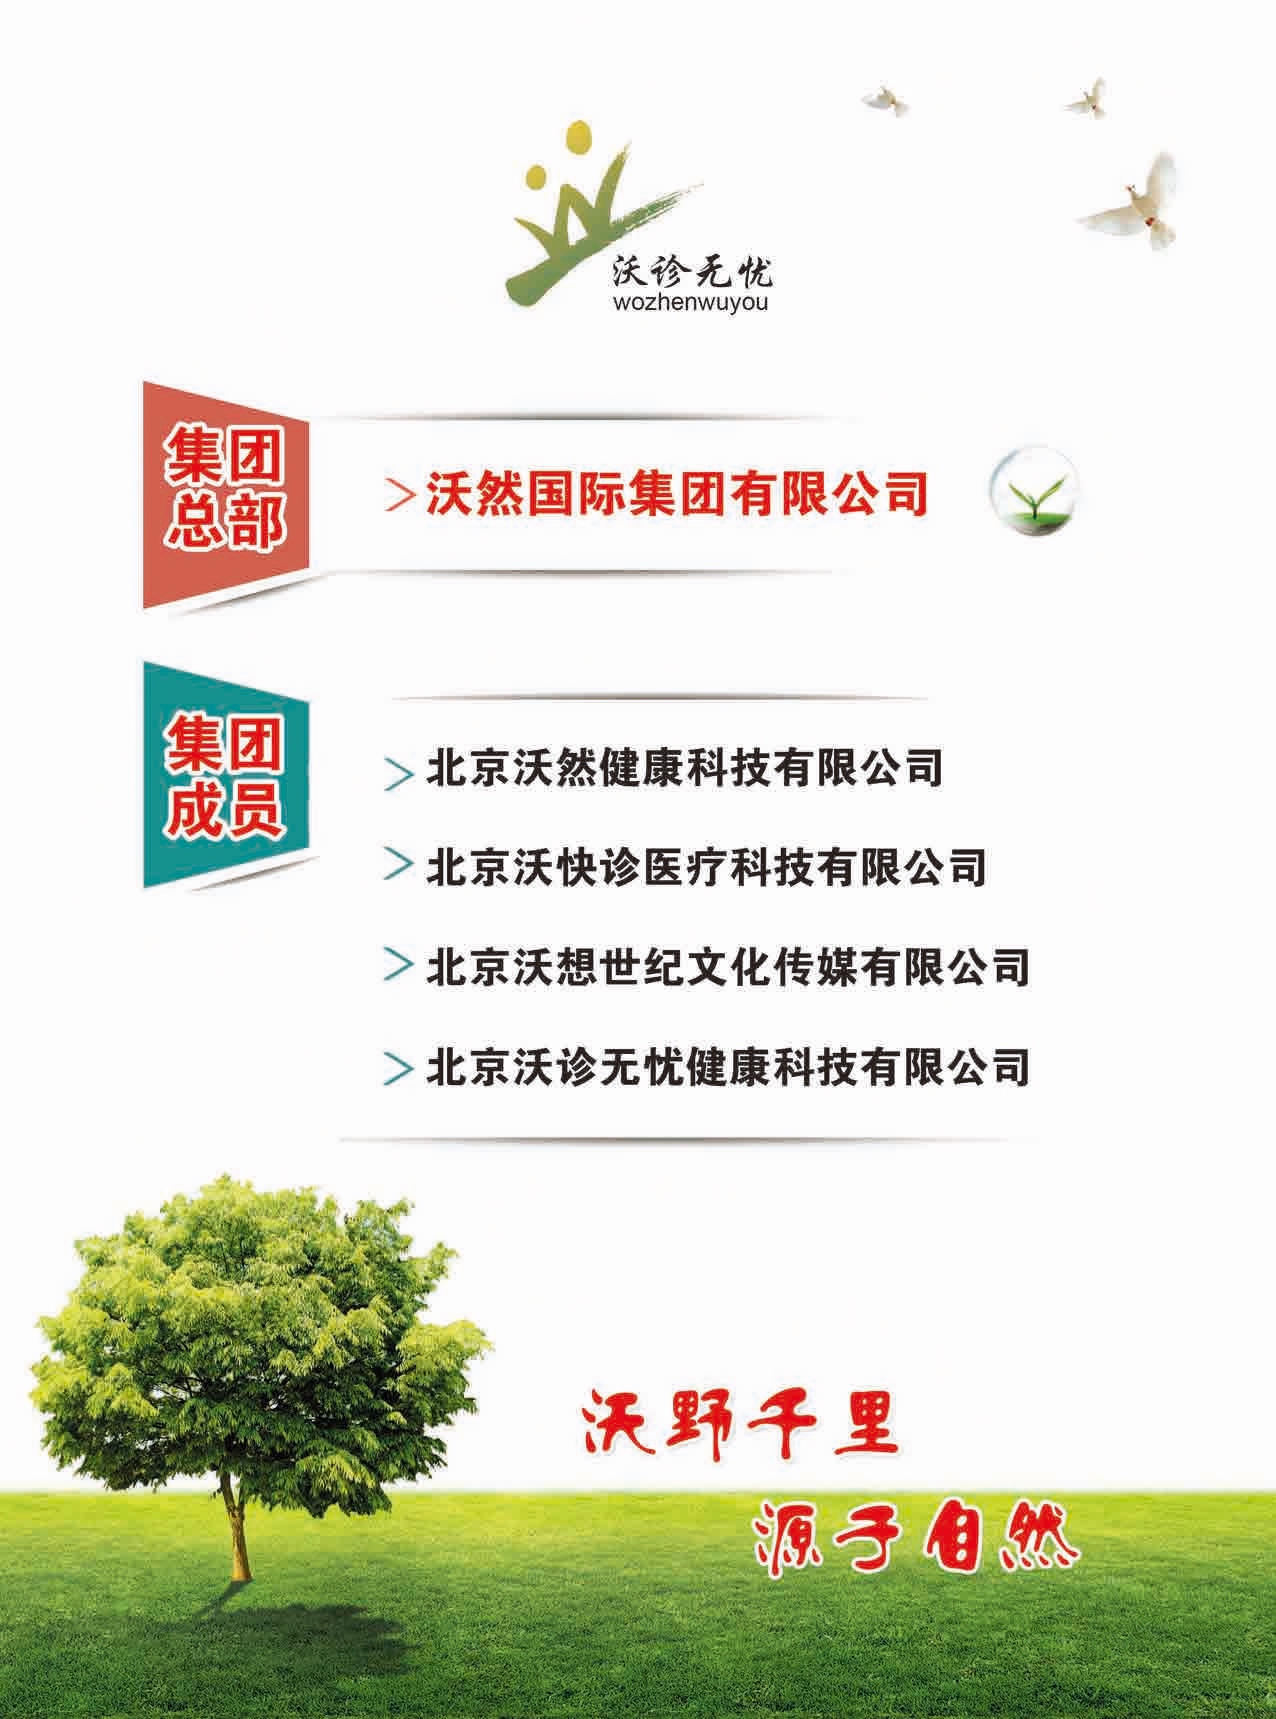 沃诊无忧
wozhenwuyou
集团
总部
沃然国际集团有限公司
集团
成员
北京沃然健康科技有限公司
北京沃快诊医疗科技有限公司
北京沃想世纪文化传媒有限公司
北京沃诊无忧健康科技有限公司
沃野千里
源于自然